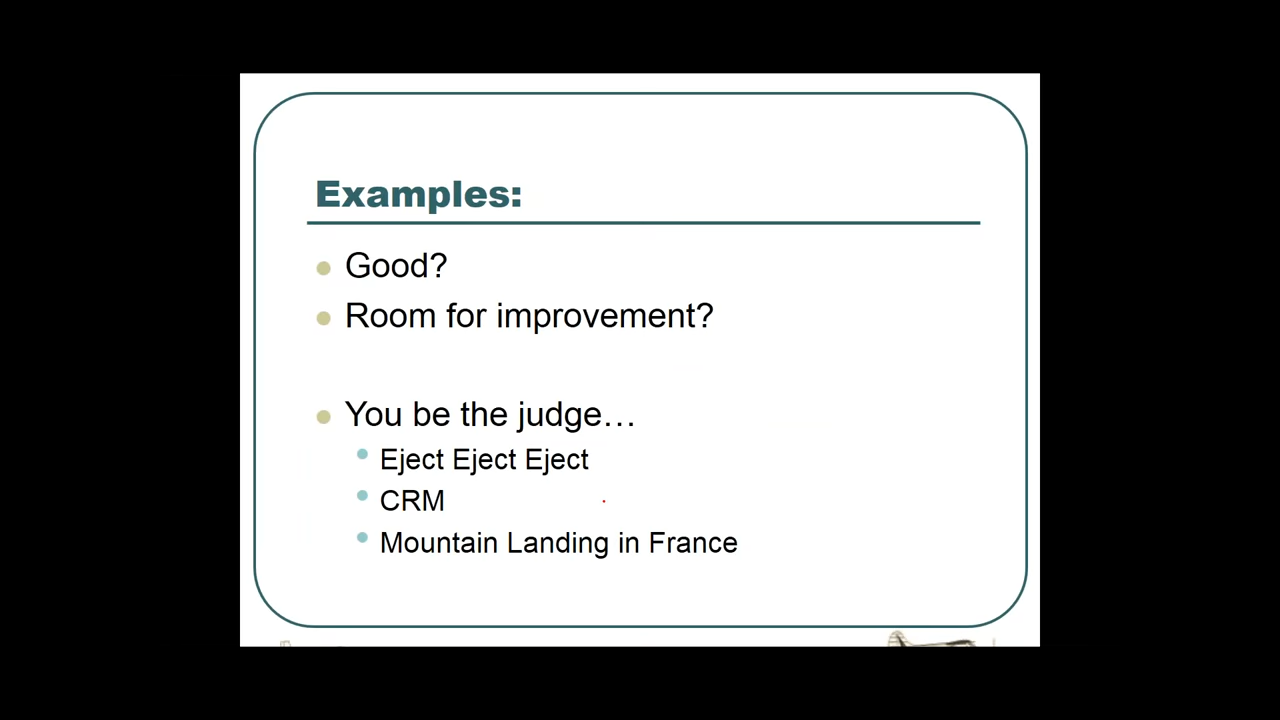 Examples:
Good?
Room for improvement?
You be the judge…
Eject Eject Eject
CRM
Mountain Landing in France